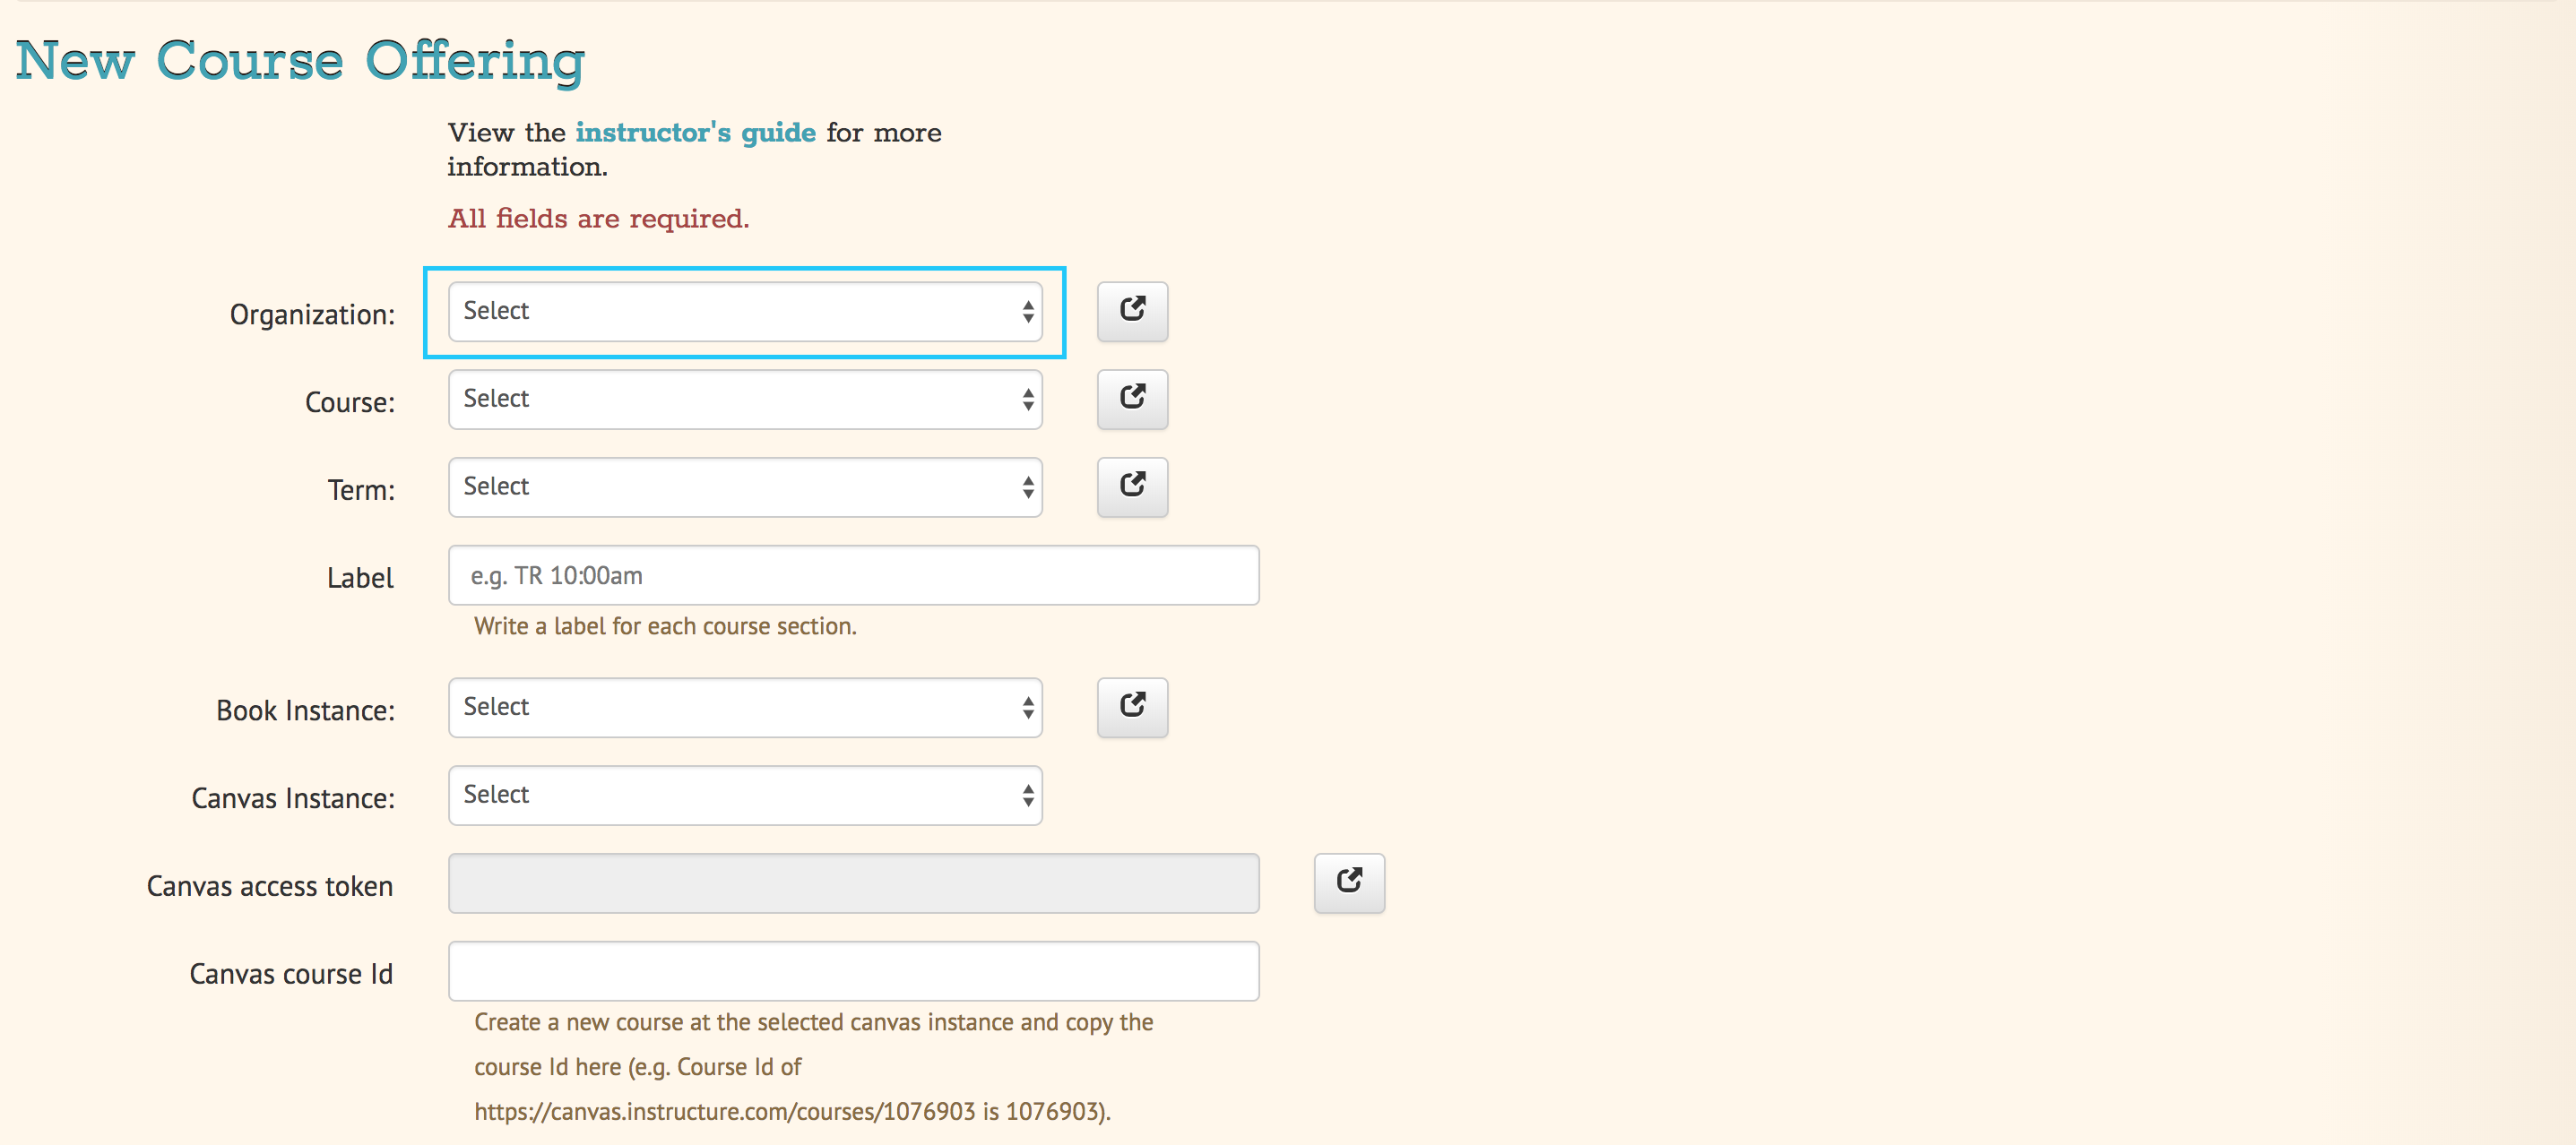 New Course Offering
View the instructor's guide for more
information.
All fields are required.
Organization: Select
Course: Select
Term: Select
Label e.g. TR 10:00am
Write a label for each course section.
Book Instance: Select
Canvas Instance: Select
Canvas access token
Canvas course Id
Create a new course at the selected canvas instance and copy the
course Id here (e.g. Course Id of
https://canvas.instructure.com/courses/1076903 is 1076903).